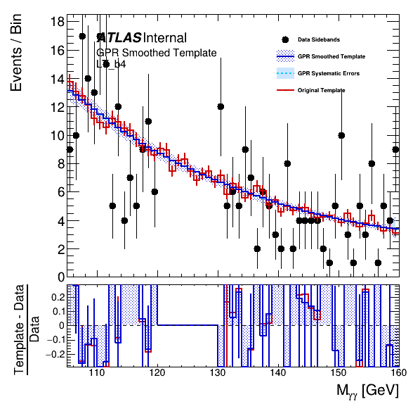 Events / Bin
18
16
14
12
10
8
6
4
2
0
ATLAS Internal
GPR Smoothed Template
b4
Data Sidebands
GPR Smoothed Template
GPR Systematic Errors
Original Template
Template - Data
Data
0.2
0.1
0
−0.1
−0.2
110 120 130 140 150 160
Mγγ [GeV]